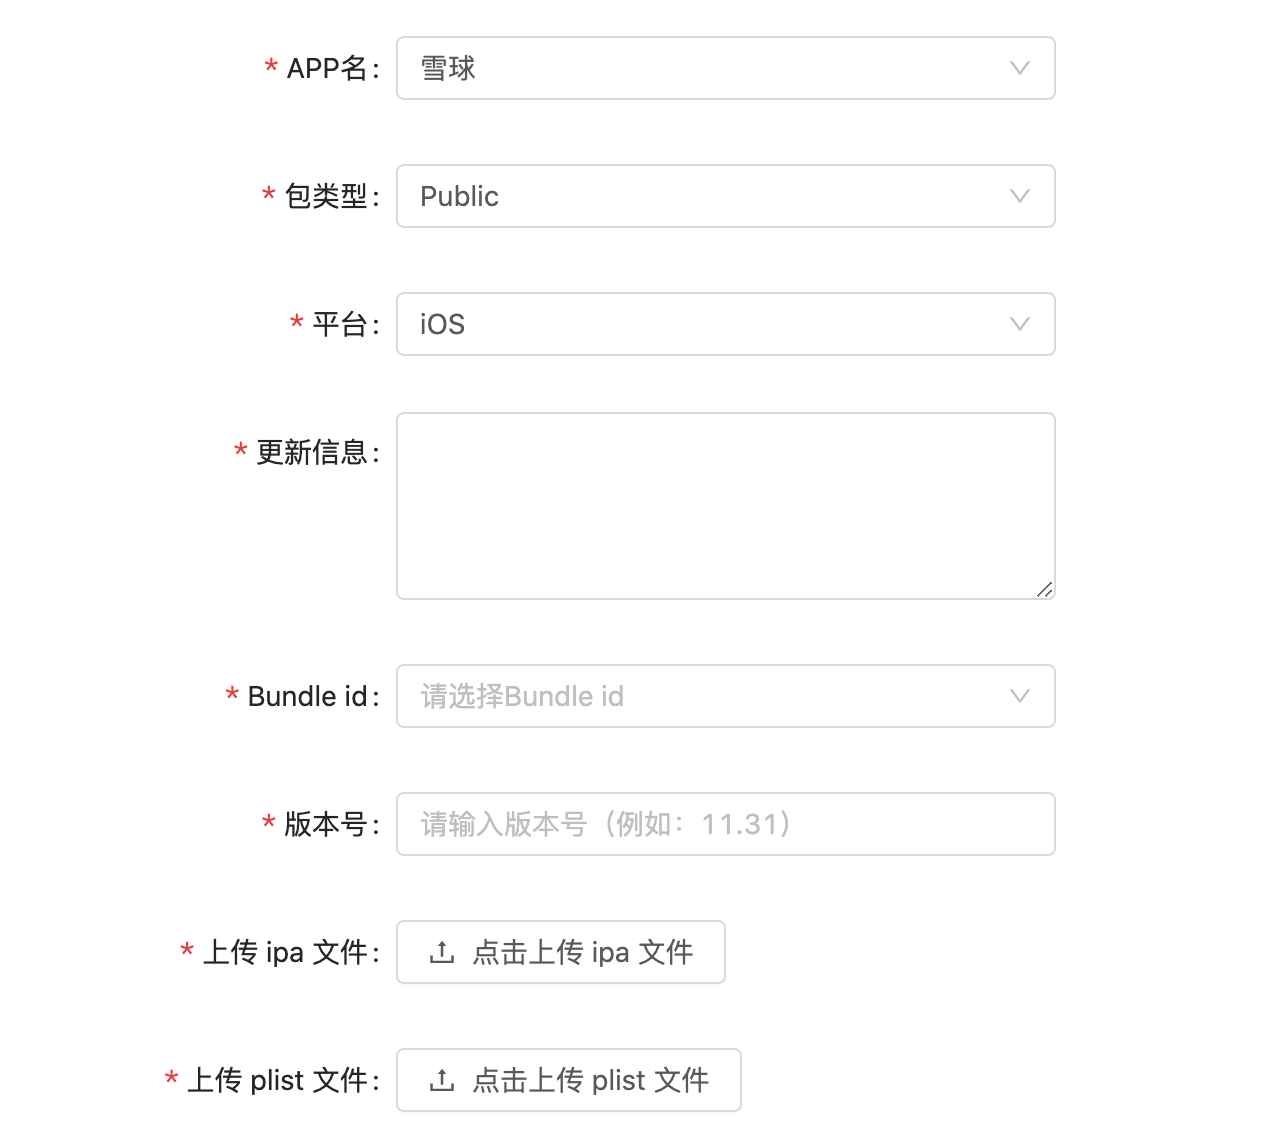 * APP名: 雪球
* 包类型: Public
* 平台: iOS
* 更新信息:
* Bundle id: 请选择Bundle id
* 版本号: 请输入版本号（例如：11.31）
* 上传 ipa 文件: 点击上传 ipa 文件
* 上传 plist 文件: 点击上传 plist 文件